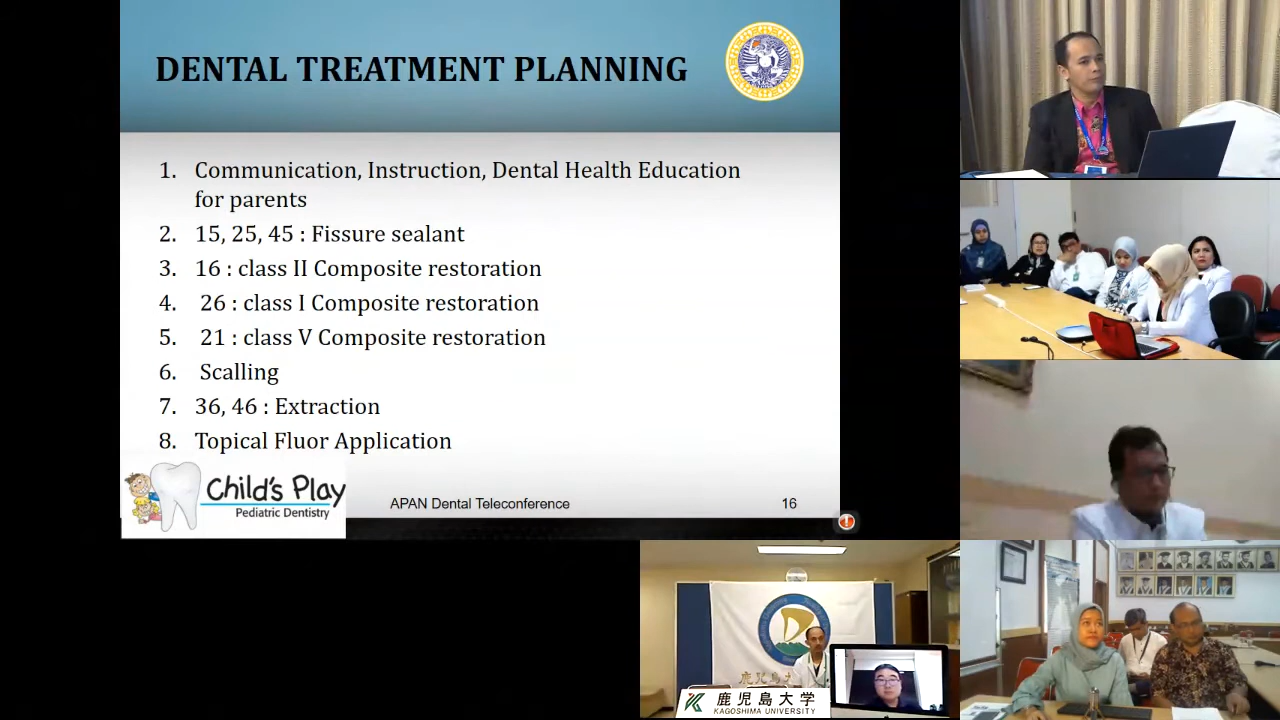 DENTAL TREATMENT PLANNING
1. Communication, Instruction, Dental Health Education
for parents
2. 15, 25, 45 : Fissure sealant
3. 16 : class II Composite restoration
4. 26 : class I Composite restoration
5. 21 : class V Composite restoration
6. Scalling
7. 36, 46 : Extraction
8. Topical Fluor Application
Child's Play
Pediatric Dentistry
APAN Dental Teleconference
16
鹿児島大学
KAGOSHIMA UNIVERSITY